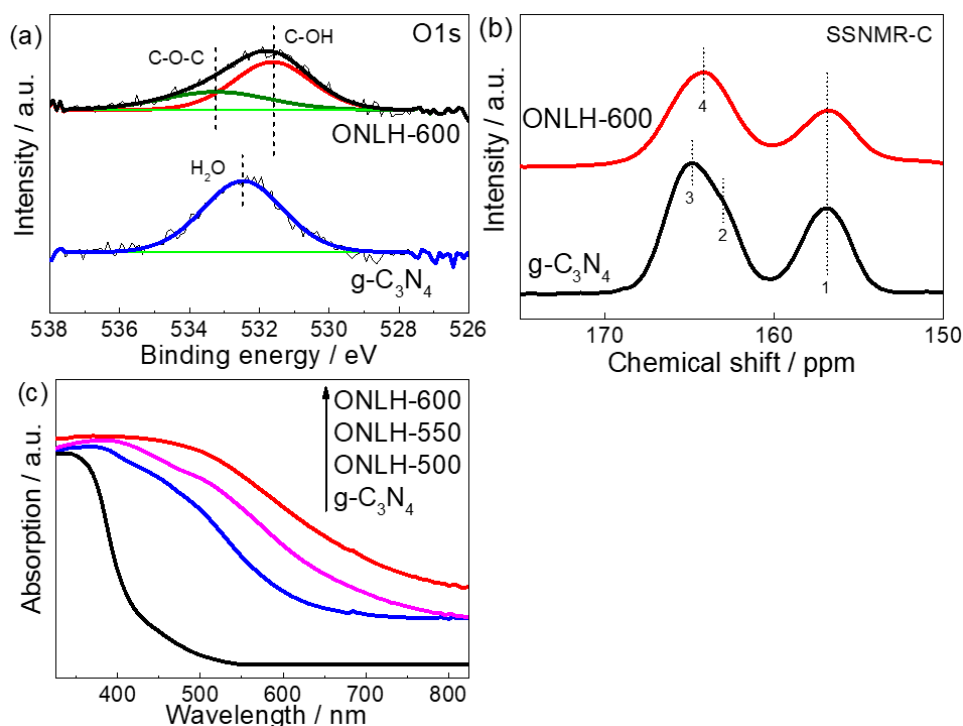 (a)
O1s
C-O-C
C-OH
ONLH-600
H₂O
g-C₃N₄
Intensity / a.u.
538 536 534 532 530 528 526
Binding energy / eV
(b)
SSNMR-C
4
ONLH-600
3
2
1
g-C₃N₄
Intensity / a.u.
170 160 150
Chemical shift / ppm
(c)
ONLH-600
ONLH-550
ONLH-500
g-C₃N₄
Absorption / a.u.
400 500 600 700 800
Wavelength / nm